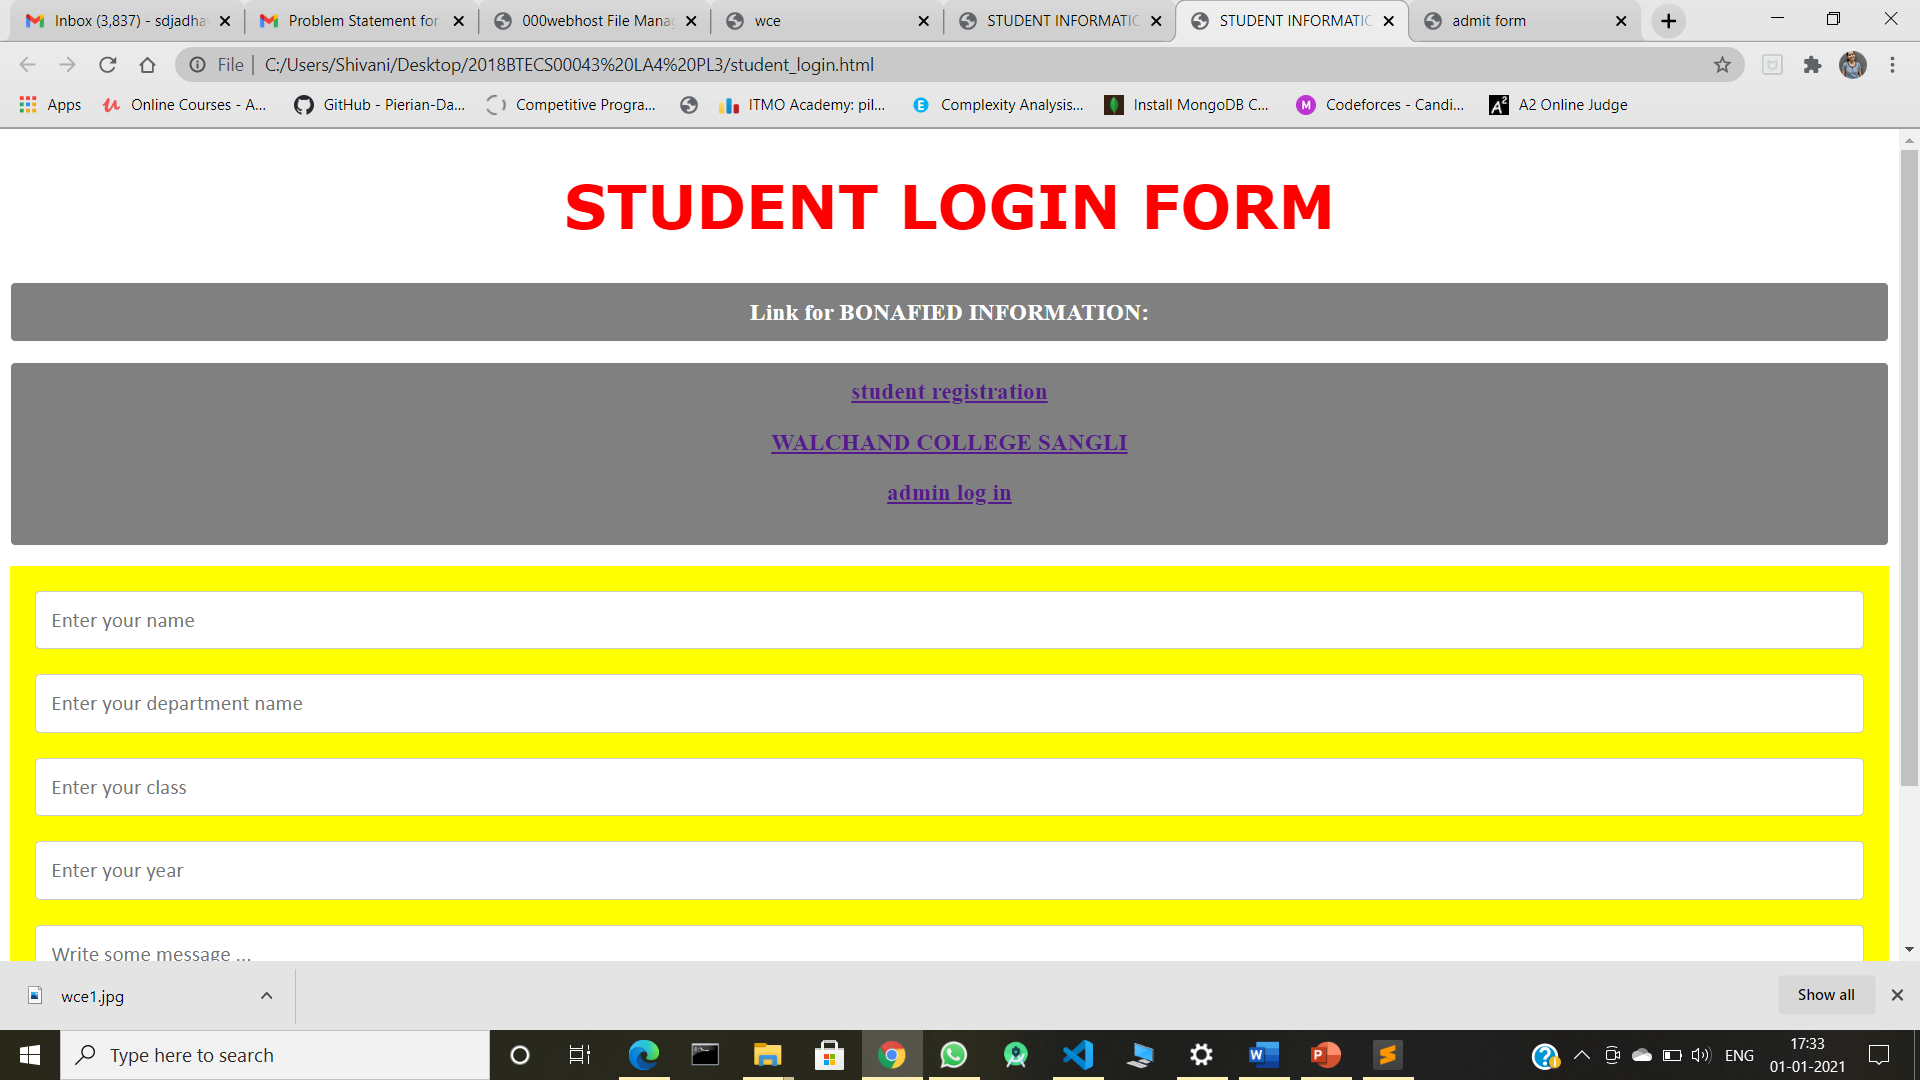 Inbox (3,837) - sdjadha
Problem Statement for
000webhost File Mana
wce
STUDENT INFORMATIC
STUDENT INFORMATIC
admit form
File | C:/Users/Shivani/Desktop/2018BTECS00043%20LA4%20PL3/student_login.html
Apps
Online Courses - A...
GitHub - Pierian-Da...
Competitive Progra...
ITMO Academy: pil...
Complexity Analysis...
Install MongoDB C...
Codeforces - Candi...
A2 Online Judge
STUDENT LOGIN FORM
Link for BONAFIED INFORMATION:
student registration
WALCHAND COLLEGE SANGLI
admin log in
Enter your name
Enter your department name
Enter your class
Enter your year
Write some message ...
wce1.jpg
Show all
Type here to search
ENG
17:33
01-01-2021